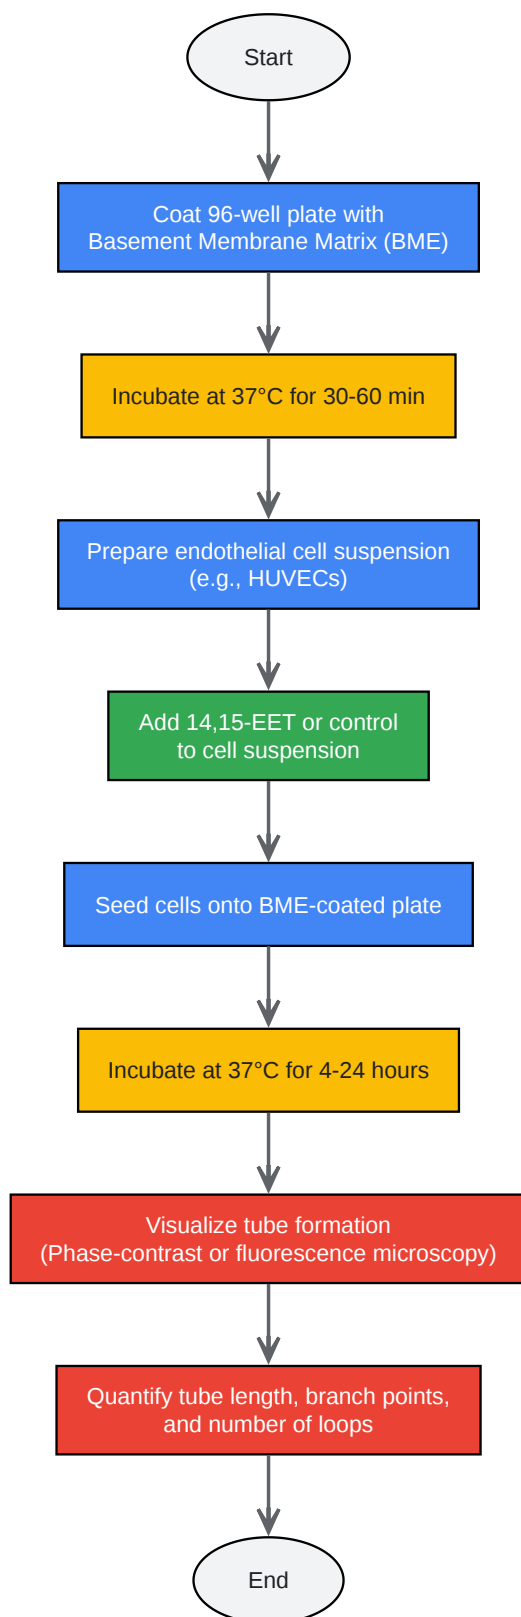 Start
Coat 96-well plate with
Basement Membrane Matrix (BME)
Incubate at 37°C for 30-60 min
Prepare endothelial cell suspension
(e.g., HUVECs)
Add 14,15-EET or control
to cell suspension
Seed cells onto BME-coated plate
Incubate at 37°C for 4-24 hours
Visualize tube formation
(Phase-contrast or fluorescence microscopy)
Quantify tube length, branch points,
and number of loops
End